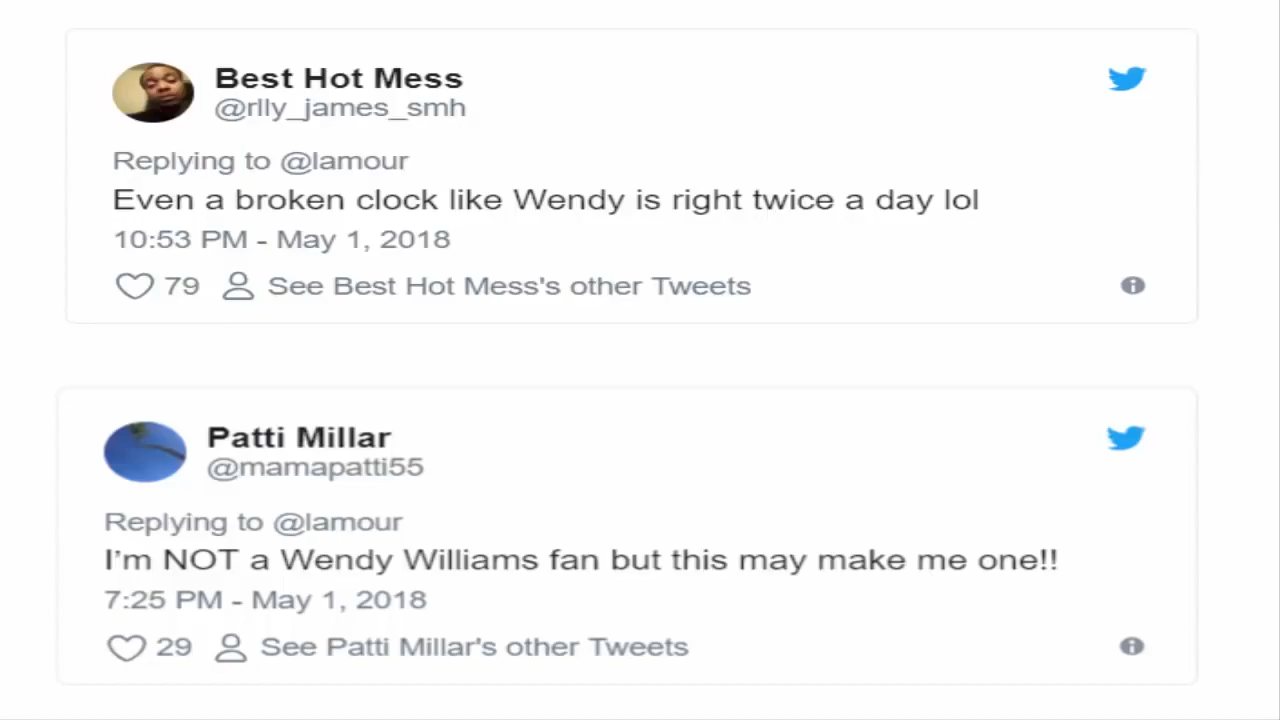 Best Hot Mess
@rlly_james_smh
Replying to @lamour
Even a broken clock like Wendy is right twice a day lol
10:53 PM - May 1, 2018
79 See Best Hot Mess's other Tweets
Patti Millar
@mamapatti55
Replying to @lamour
I’m NOT a Wendy Williams fan but this may make me one!!
7:25 PM - May 1, 2018
29 See Patti Millar's other Tweets